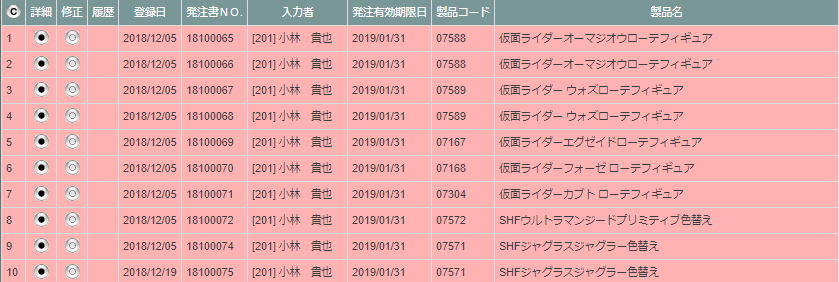 C 詳細 修正 履歴 登録日 発注書NO. 入力者 発注有効期限日 製品コード 製品名
1 2018/12/05 18100065 [201] 小林　貴也 2019/01/31 07588 仮面ライダーオーマジオウローテフィギュア
2 2018/12/05 18100066 [201] 小林　貴也 2019/01/31 07588 仮面ライダーオーマジオウローテフィギュア
3 2018/12/05 18100067 [201] 小林　貴也 2019/01/31 07589 仮面ライダー ウォズローテフィギュア
4 2018/12/05 18100068 [201] 小林　貴也 2019/01/31 07589 仮面ライダー ウォズローテフィギュア
5 2018/12/05 18100069 [201] 小林　貴也 2019/01/31 07167 仮面ライダーエグゼイドローテフィギュア
6 2018/12/05 18100070 [201] 小林　貴也 2019/01/31 07168 仮面ライダーフォーゼ ローテフィギュア
7 2018/12/05 18100071 [201] 小林　貴也 2019/01/31 07304 仮面ライダーカブト ローテフィギュア
8 2018/12/05 18100072 [201] 小林　貴也 2019/01/31 07572 SHFウルトラマンジードプリミティブ色替え
9 2018/12/05 18100074 [201] 小林　貴也 2019/01/31 07571 SHFジャグラスジャグラー色替え
10 2018/12/19 18100075 [201] 小林　貴也 2019/01/31 07571 SHFジャグラスジャグラー色替え